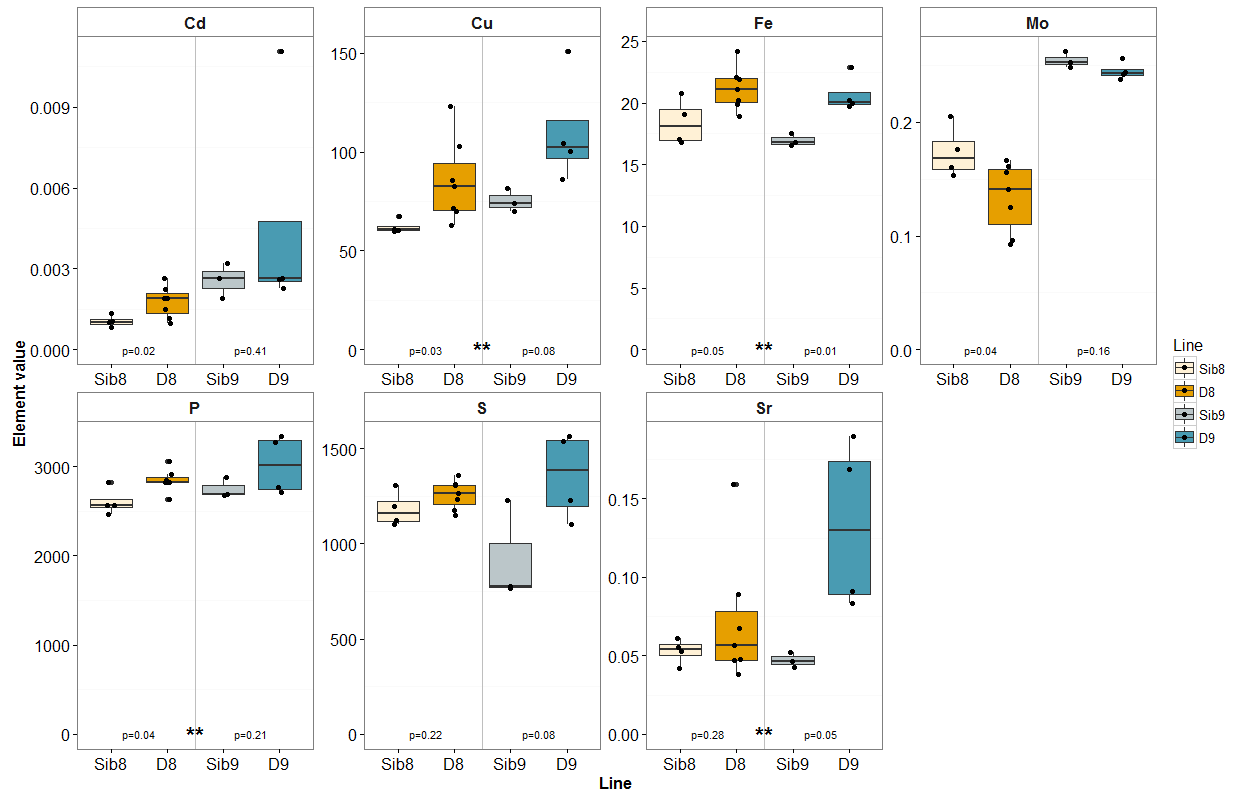 Cd
Cu
Fe
Mo
0.009
0.006
0.003
0.000
p=0.02
p=0.41
Sib8 D8 Sib9 D9
150
100
50
0
p=0.03
**
p=0.08
Sib8 D8 Sib9 D9
25
20
15
10
5
0
p=0.05
**
p=0.01
Sib8 D8 Sib9 D9
0.2
0.1
0.0
p=0.04
p=0.16
Sib8 D8 Sib9 D9
Element value
Line
Sib8
D8
Sib9
D9
P
S
Sr
3000
2000
1000
0
p=0.04
**
p=0.21
Sib8 D8 Sib9 D9
1500
1000
500
0
p=0.22
p=0.08
Sib8 D8 Sib9 D9
0.15
0.10
0.05
0.00
p=0.28
**
p=0.05
Sib8 D8 Sib9 D9
Line